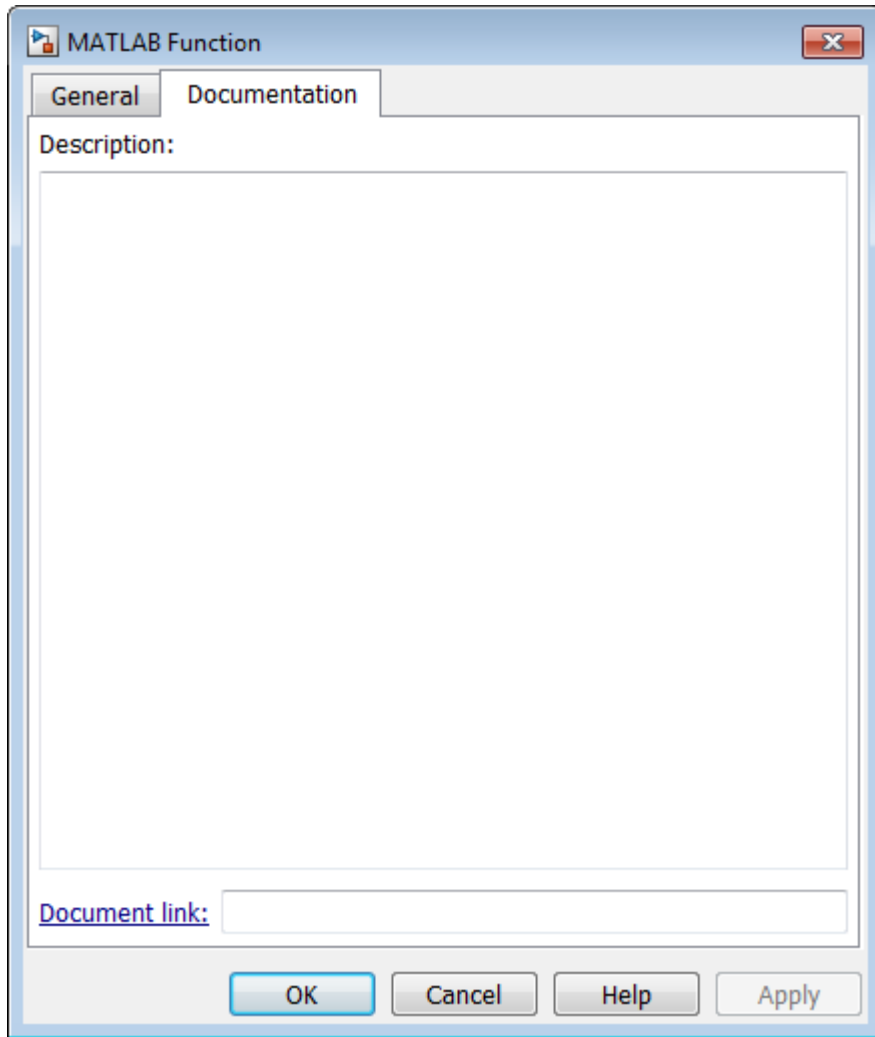 MATLAB Function
General Documentation
Description:
Document link:
OK Cancel Help Apply